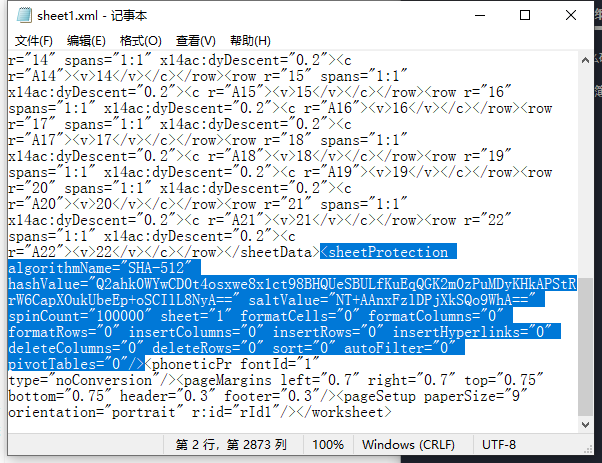 sheet1.xml - 记事本
文件(F) 编辑(E) 格式(O) 查看(V) 帮助(H)
r="14" spans="1:1" x14ac:dyDescent="0.2"><c
r="A14"><v>14</v></c></row><row r="15" spans="1:1"
x14ac:dyDescent="0.2"><c r="A15"><v>15</v></c></row><row r="16"
spans="1:1" x14ac:dyDescent="0.2"><c r="A16"><v>16</v></c></row><row
r="17" spans="1:1" x14ac:dyDescent="0.2"><c
r="A17"><v>17</v></c></row><row r="18" spans="1:1"
x14ac:dyDescent="0.2"><c r="A18"><v>18</v></c></row><row r="19"
spans="1:1" x14ac:dyDescent="0.2"><c r="A19"><v>19</v></c></row><row
r="20" spans="1:1" x14ac:dyDescent="0.2"><c
r="A20"><v>20</v></c></row><row r="21" spans="1:1"
x14ac:dyDescent="0.2"><c r="A21"><v>21</v></c></row><row r="22"
spans="1:1" x14ac:dyDescent="0.2"><c
r="A22"><v>22</v></c></row></sheetData><sheetProtection
algorithmName="SHA-512"
hashValue="Q2ahkOWYwCDOt4osxwe8x1ct98BHQUeSBULfKuEqQGK2mOzPuMDyKHkAPStR
rW6CapXOukUbeEp+oSCIlL8NyA==" saltValue="NT+AAnxFzlDPjXkSQo9WhA=="
spinCount="100000" sheet="1" formatCells="0" formatColumns="0"
formatRows="0" insertColumns="0" insertRows="0" insertHyperlinks="0"
deleteColumns="0" deleteRows="0" sort="0" autoFilter="0"
pivotTables="0"/><phoneticPr fontId="1"
type="noConversion"/><pageMargins left="0.7" right="0.7" top="0.75"
bottom="0.75" header="0.3" footer="0.3"/><pageSetup paperSize="9"
orientation="portrait" r:id="rId1"/></worksheet>
第 2 行，第 2873 列 100% Windows (CRLF) UTF-8